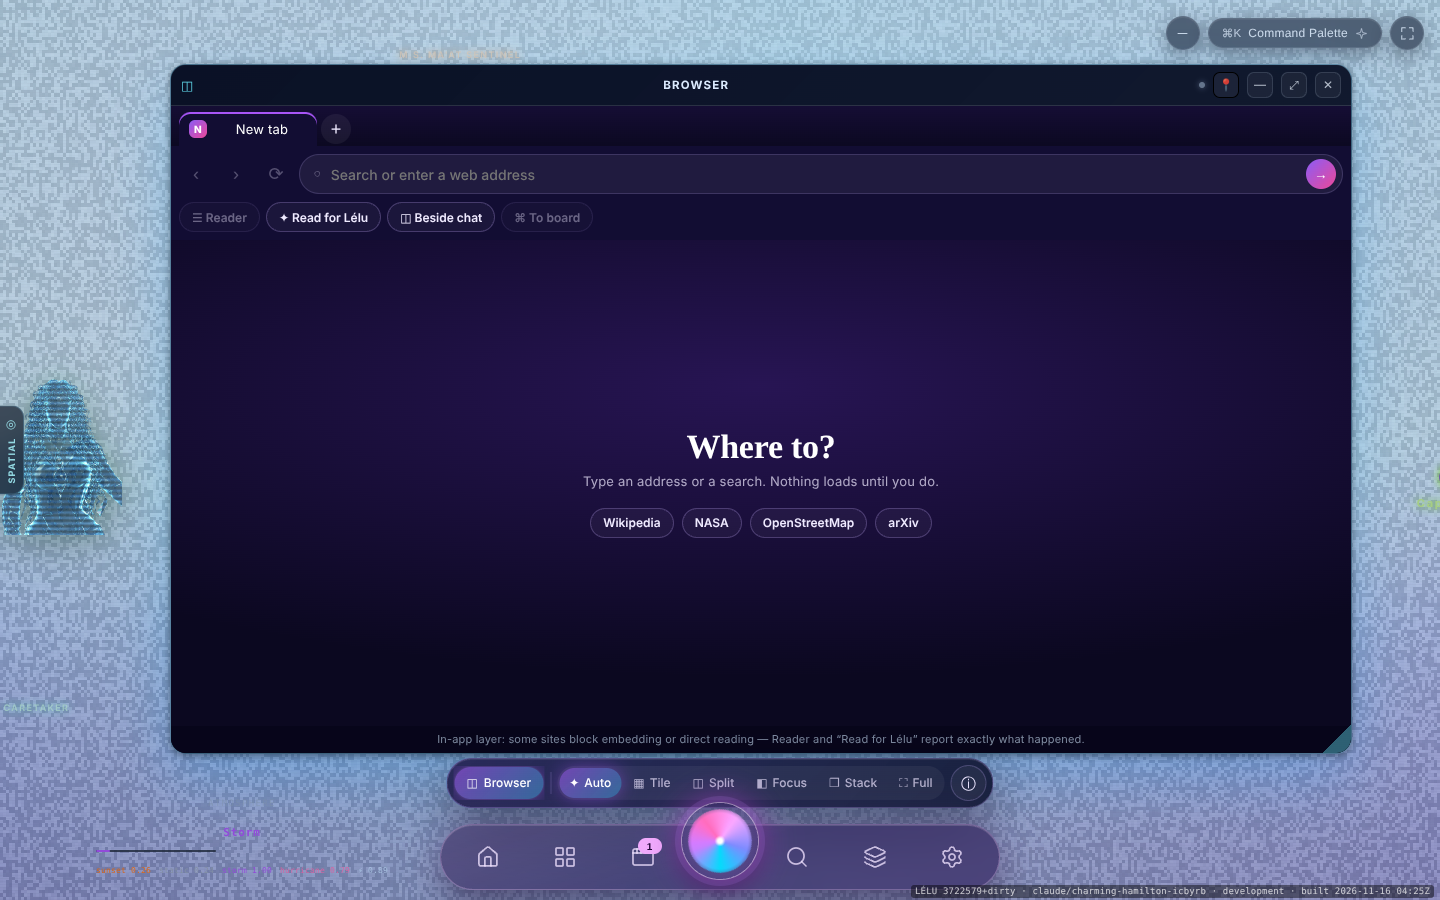 ⌘K Command Palette
BROWSER
N New tab +
Search or enter a web address
Reader
Read for Lélu
Beside chat
⌘ To board
Where to?
Type an address or a search. Nothing loads until you do.
Wikipedia
NASA
OpenStreetMap
arXiv
In-app layer: some sites block embedding or direct reading — Reader and “Read for Lélu” report exactly what happened.
SPATIAL
CARETAKER
Browser
Auto
Tile
Split
Focus
Stack
Full
Storm
1
LÉLU 3722579+dirty · claude/charming-hamilton-icbyrb · development · built 2026-11-16 04:25Z